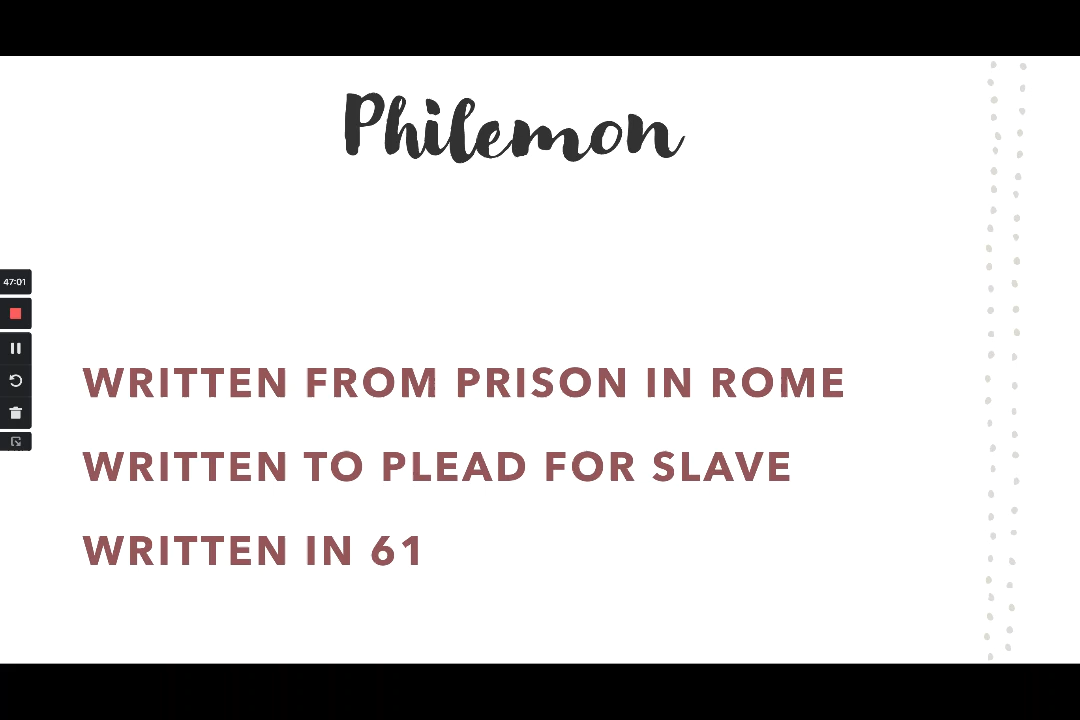 Philemon
47:01
WRITTEN FROM PRISON IN ROME
WRITTEN TO PLEAD FOR SLAVE
WRITTEN IN 61